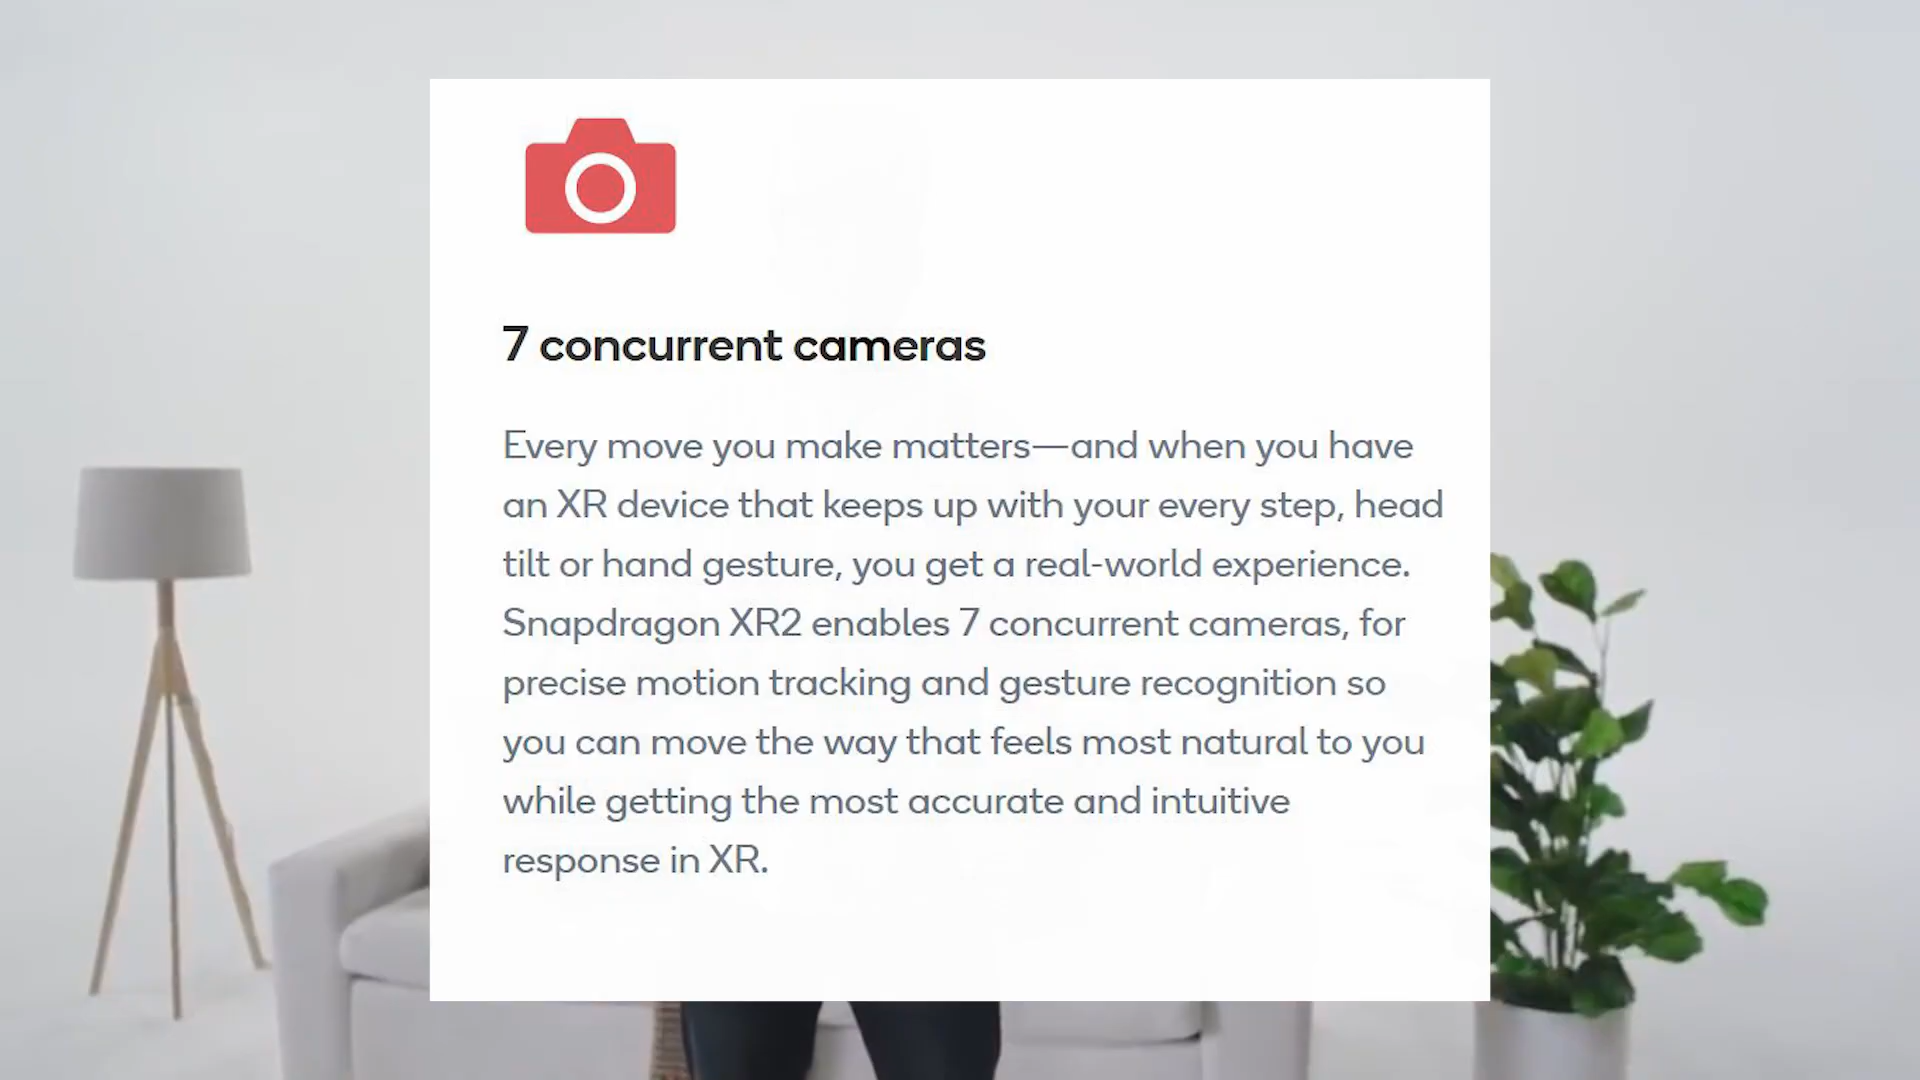 7 concurrent cameras
Every move you make matters—and when you have
an XR device that keeps up with your every step, head
tilt or hand gesture, you get a real-world experience.
Snapdragon XR2 enables 7 concurrent cameras, for
precise motion tracking and gesture recognition so
you can move the way that feels most natural to you
while getting the most accurate and intuitive
response in XR.